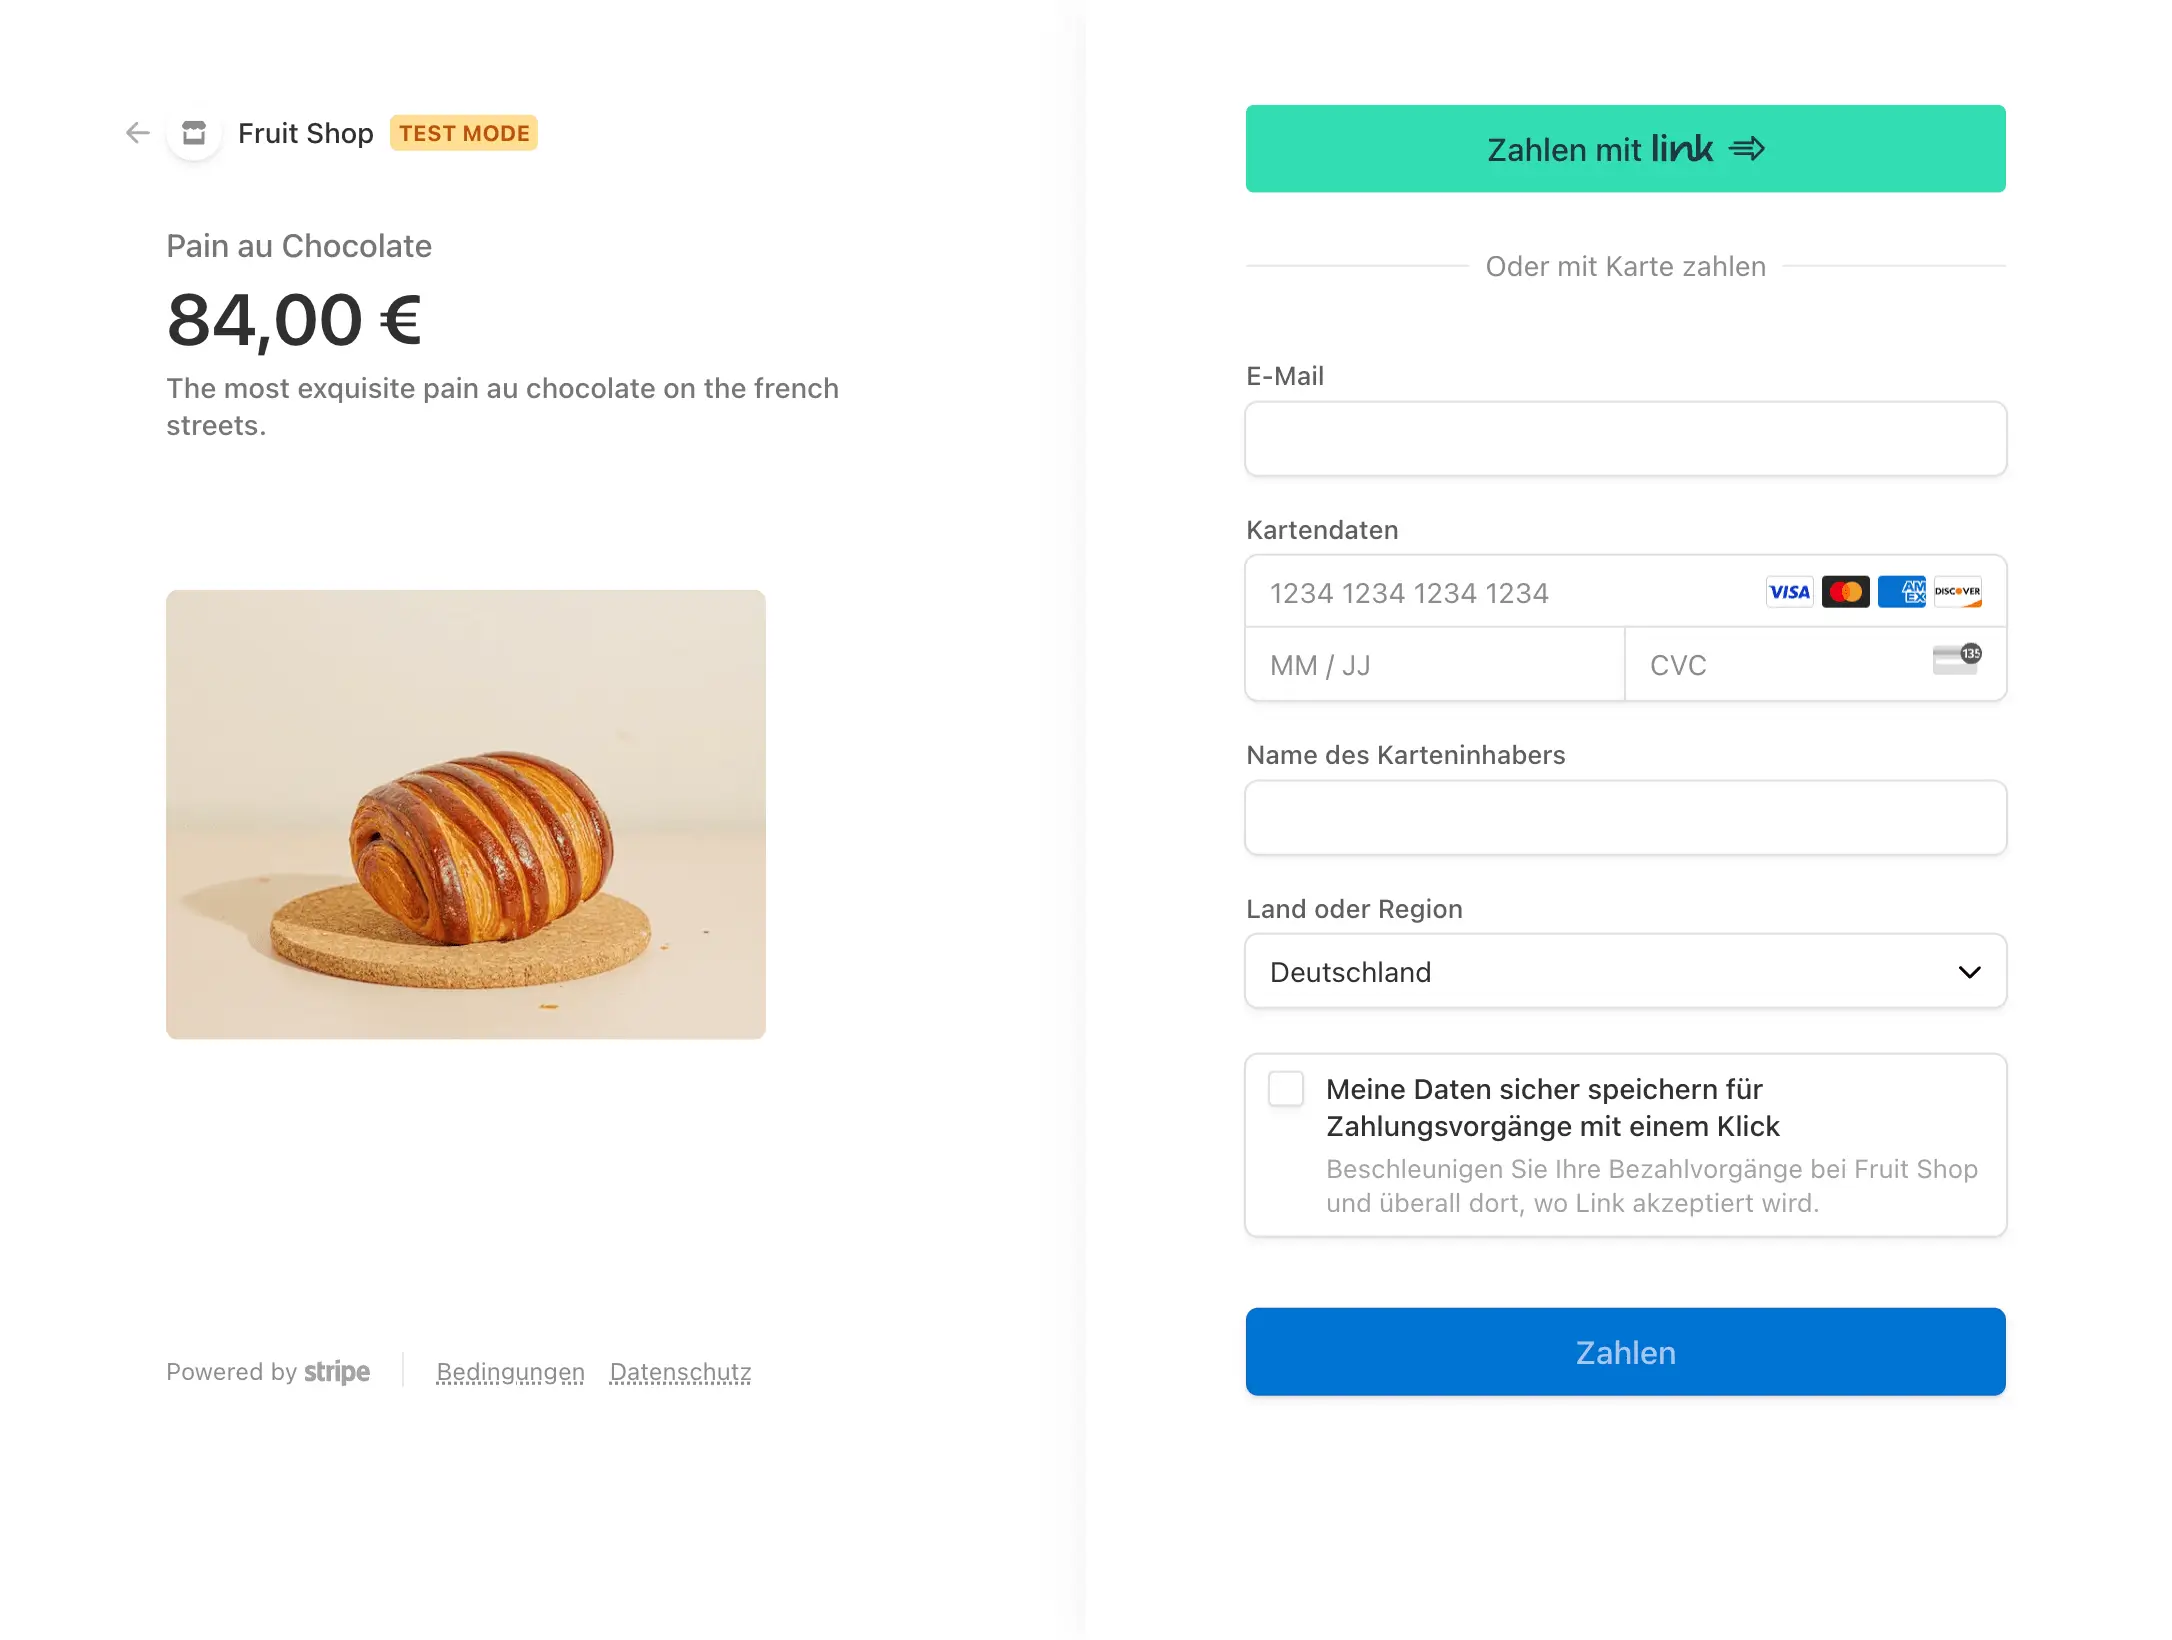 Fruit Shop TEST MODE
Pain au Chocolate
84,00 €
The most exquisite pain au chocolate on the french
streets.
Powered by stripe
Bedingungen Datenschutz
Zahlen mit link
Oder mit Karte zahlen
E-Mail
Kartendaten
1234 1234 1234 1234 VISA AMEX DISCOVER
MM / JJ CVC 135
Name des Karteninhabers
Land oder Region
Deutschland
Meine Daten sicher speichern für
Zahlungsvorgänge mit einem Klick
Beschleunigen Sie Ihre Bezahlvorgänge bei Fruit Shop
und überall dort, wo Link akzeptiert wird.
Zahlen